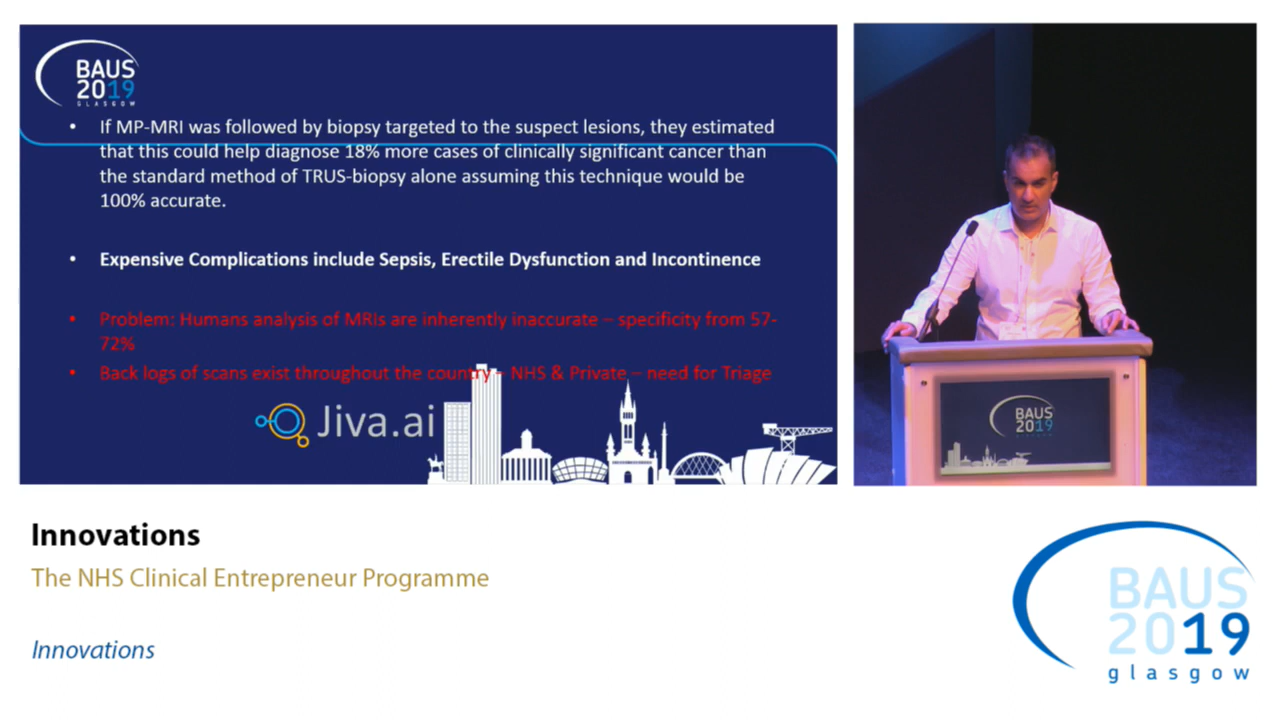 BAUS
2019
GLASGOW
• If MP-MRI was followed by biopsy targeted to the suspect lesions, they estimated
that this could help diagnose 18% more cases of clinically significant cancer than
the standard method of TRUS-biopsy alone assuming this technique would be
100% accurate.
• Expensive Complications include Sepsis, Erectile Dysfunction and Incontinence
• Problem: Humans analysis of MRIs are inherently inaccurate – specificity from 57-
72%
• Back logs of scans exist throughout the country – NHS & Private – need for Triage
Jiva.ai
BAUS
2019
Innovations
The NHS Clinical Entrepreneur Programme
Innovations
BAUS
2019
glasgow